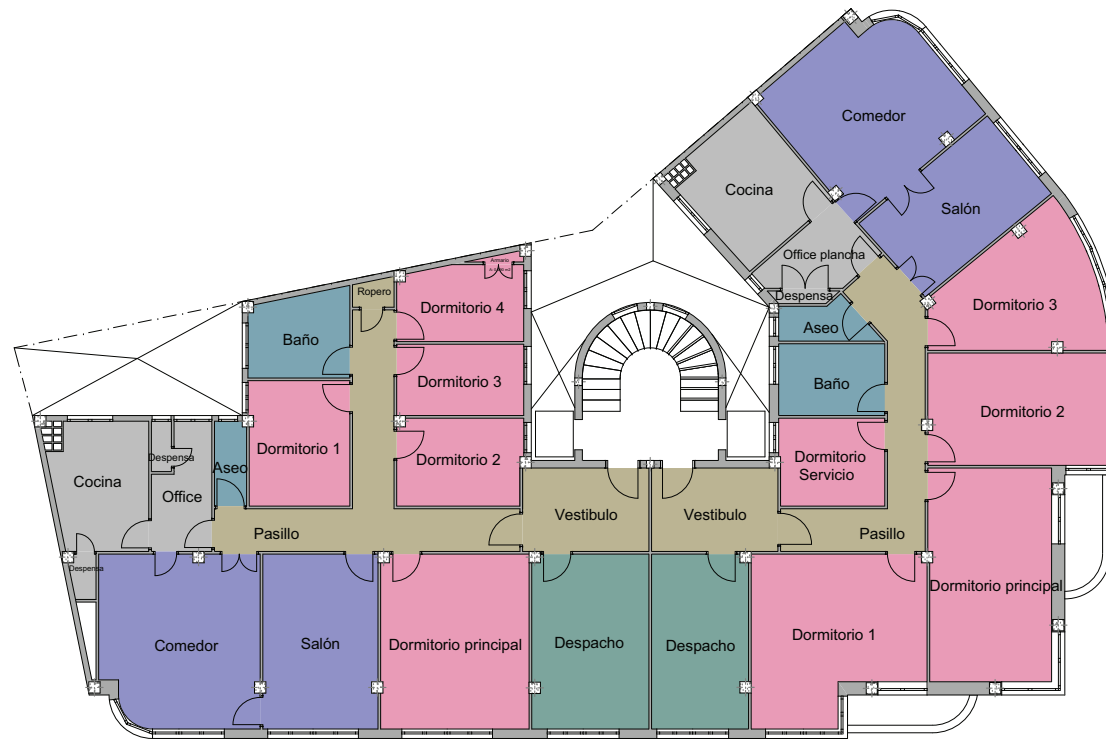 Comedor
Cocina
Salón
Office plancha
Armario
Despensa
Ropero
Dormitorio 4
Dormitorio 3
Aseo
Baño
Dormitorio 3
Baño
Dormitorio 2
Dormitorio 1
Dormitorio 2
Dormitorio
Servicio
Despensa
Aseo
Cocina
Office
Vestibulo
Vestibulo
Pasillo
Pasillo
Despensa
Dormitorio principal
Comedor
Salón
Dormitorio principal
Despacho
Despacho
Dormitorio 1